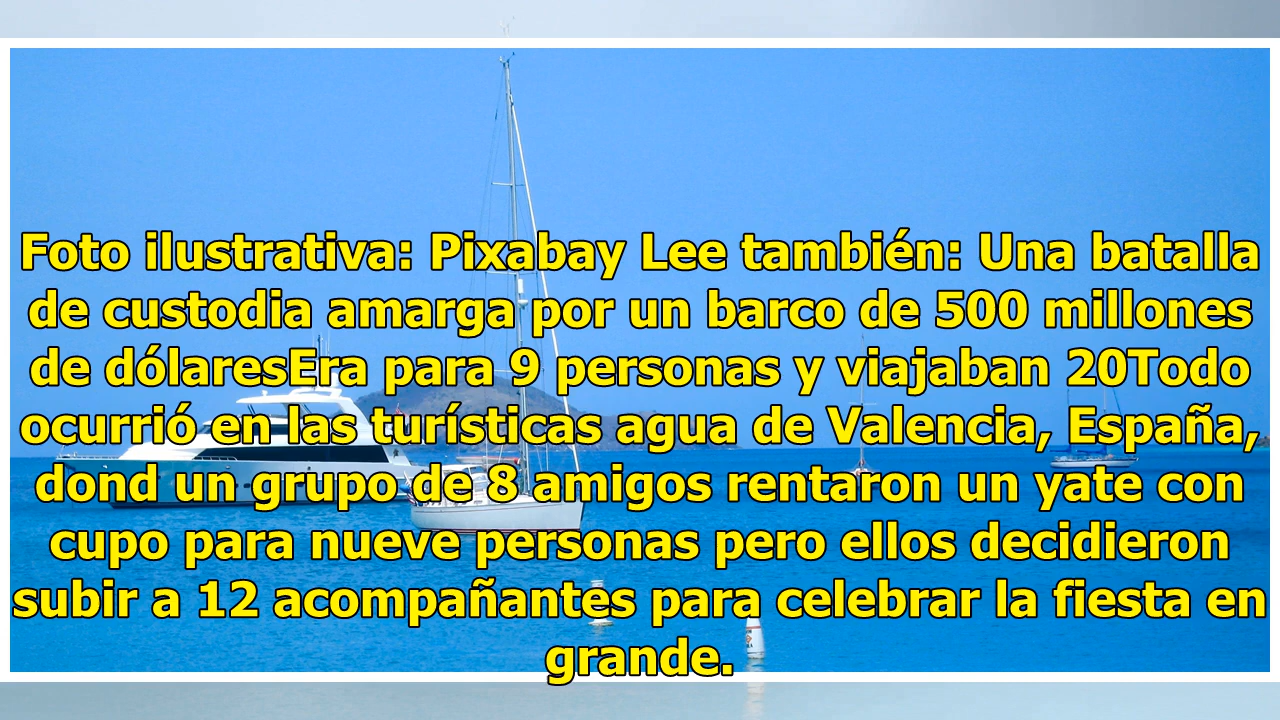 Foto ilustrativa: Pixabay Lee también: Una batalla
de custodia amarga por un barco de 500 millones
de dólaresEra para 9 personas y viajaban 20Todo
ocurrió en las turísticas agua de Valencia, España,
dond un grupo de 8 amigos rentaron un yate con
cupo para nueve personas pero ellos decidieron
subir a 12 acompañantes para celebrar la fiesta en
grande.